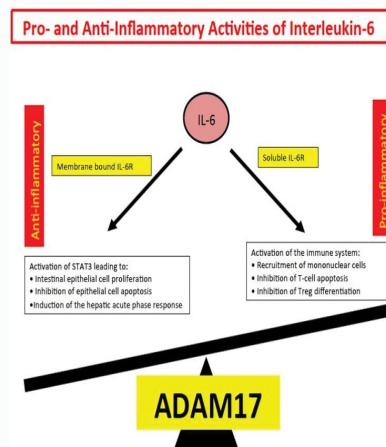 Pro- and Anti-Inflammatory Activities of Interleukin-6
IL-6
Anti-inflammatory
Membrane bound IL-6R
Soluble IL-6R
Pro-inflammatory
Activation of STAT3 leading to:
• Intestinal epithelial cell proliferation
• Inhibition of epithelial cell apoptosis
•Induction of the hepatic acute phase response
Activation of the immune system:
• Recruitment of mononuclear cells
• Inhibition of T-cell apoptosis
• Inhibition of Treg differentiation
ADAM17